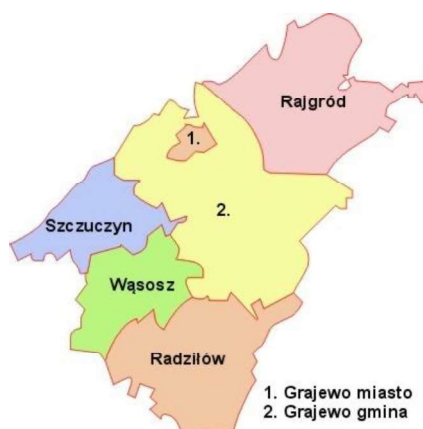 Rajgród
1.
Szczuczyn
2.
Wąsosz
Radziłów
1. Grajewo miasto
2. Grajewo gmina